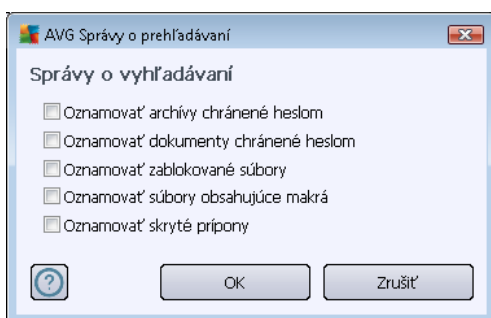 AVG Správy o prehľadávaní
Správy o vyhľadávaní
Oznamovať archívy chránené heslom
Oznamovať dokumenty chránené heslom
Oznamovať zablokované súbory
Oznamovať súbory obsahujúce makrá
Oznamovať skryté prípony
? OK Zrušiť